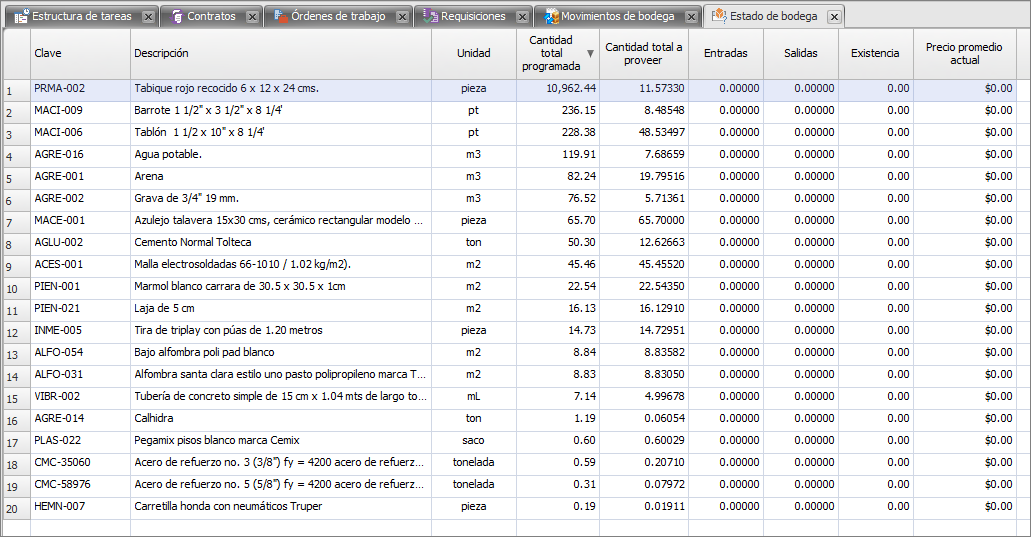 Estructura de tareas Contratos Órdenes de trabajo Requisiciones Movimientos de bodega Estado de bodega
Clave Descripción Unidad Cantidad total programada Cantidad total a proveer Entradas Salidas Existencia Precio promedio actual
1 PRMA-002 Tabique rojo recocido 6 x 12 x 24 cms. pieza 10,962.44 11.57330 0.00000 0.00000 0.00 $0.00
2 MACI-009 Barrote 1 1/2" x 3 1/2" x 8 1/4' pt 236.15 8.48548 0.00000 0.00000 0.00 $0.00
3 MACI-006 Tablón 1 1/2 x 10" x 8 1/4' pt 228.38 48.53497 0.00000 0.00000 0.00 $0.00
4 AGRE-016 Agua potable. m3 119.91 7.68659 0.00000 0.00000 0.00 $0.00
5 AGRE-001 Arena m3 82.24 19.79516 0.00000 0.00000 0.00 $0.00
6 AGRE-002 Grava de 3/4" 19 mm. m3 76.52 5.71361 0.00000 0.00000 0.00 $0.00
7 MACE-001 Azulejo talavera 15x30 cms, cerámico rectangular modelo ... pieza 65.70 65.70000 0.00000 0.00000 0.00 $0.00
8 AGLU-002 Cemento Normal Tolteca ton 50.30 12.62663 0.00000 0.00000 0.00 $0.00
9 ACES-001 Malla electrosoldadas 66-1010 / 1.02 kg/m2). m2 45.46 45.45520 0.00000 0.00000 0.00 $0.00
10 PIEN-001 Marmol blanco carrara de 30.5 x 30.5 x 1cm m2 22.54 22.54350 0.00000 0.00000 0.00 $0.00
11 PIEN-021 Laja de 5 cm m2 16.13 16.12910 0.00000 0.00000 0.00 $0.00
12 INME-005 Tira de triplay con púas de 1.20 metros pieza 14.73 14.72951 0.00000 0.00000 0.00 $0.00
13 ALFO-054 Bajo alfombra poli pad blanco m2 8.84 8.83582 0.00000 0.00000 0.00 $0.00
14 ALFO-031 Alfombra santa clara estilo uno pasto polipropileno marca T... m2 8.83 8.83050 0.00000 0.00000 0.00 $0.00
15 VIBR-002 Tubería de concreto simple de 15 cm x 1.04 mts de largo to... mL 7.14 4.99678 0.00000 0.00000 0.00 $0.00
16 AGRE-014 Calhidra ton 1.19 0.06054 0.00000 0.00000 0.00 $0.00
17 PLAS-022 Pegamix pisos blanco marca Cemix saco 0.60 0.60029 0.00000 0.00000 0.00 $0.00
18 CMC-35060 Acero de refuerzo no. 3 (3/8") fy = 4200 acero de refuerz... tonelada 0.59 0.20710 0.00000 0.00000 0.00 $0.00
19 CMC-58976 Acero de refuerzo no. 5 (5/8") fy = 4200 acero de refuerz... tonelada 0.31 0.07972 0.00000 0.00000 0.00 $0.00
20 HEMN-007 Carretilla honda con neumáticos Truper pieza 0.19 0.01911 0.00000 0.00000 0.00 $0.00